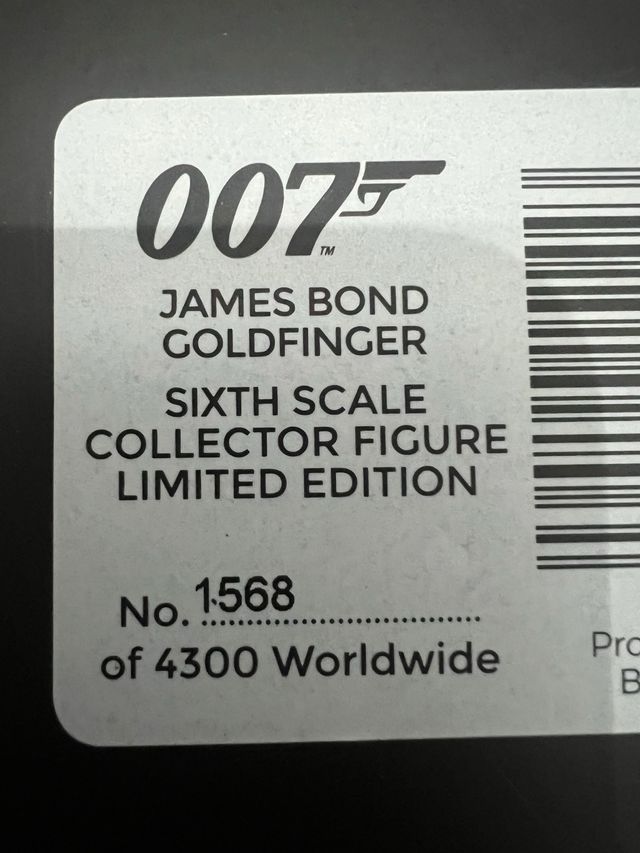 007
TM
JAMES BOND
GOLDFINGER
SIXTH SCALE
COLLECTOR FIGURE
LIMITED EDITION
No. 1568
of 4300 Worldwide